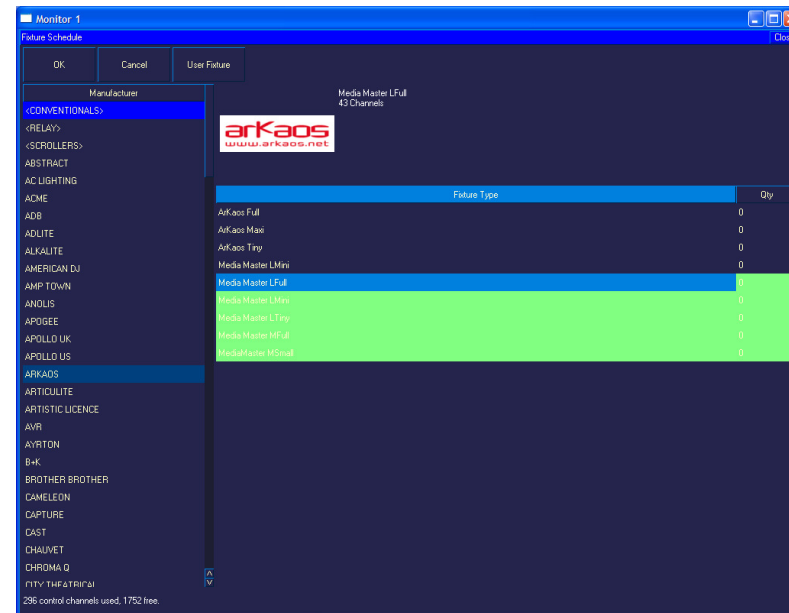 Monitor 1
Fixture Schedule Clos
OK Cancel User Fixture
Manufacturer
<CONVENTIONALS>
<RELAY>
<SCROLLERS>
ABSTRACT
AC LIGHTING
ACME
ADB
ADLITE
ALKALITE
AMERICAN DJ
AMP TOWN
ANOLIS
APOGEE
APOLLO UK
APOLLO US
ARKAOS
ARTICULITE
ARTISTIC LICENCE
AVR
AYRTON
B+K
BROTHER BROTHER
CAMELEON
CAPTURE
CAST
CHAUVET
CHROMA Q
CITY THEATRICAL
Media Master LFull
43 Channels
arKaos
www.arkaos.net
Fixture Type Qty
ArKaos Full 0
ArKaos Maxi 0
ArKaos Tiny 0
Media Master LMini 0
Media Master LFull 0
Media Master LMini 0
Media Master LTiny 0
Media Master MFull 0
MediaMaster MSmall 0
296 control channels used, 1752 free.